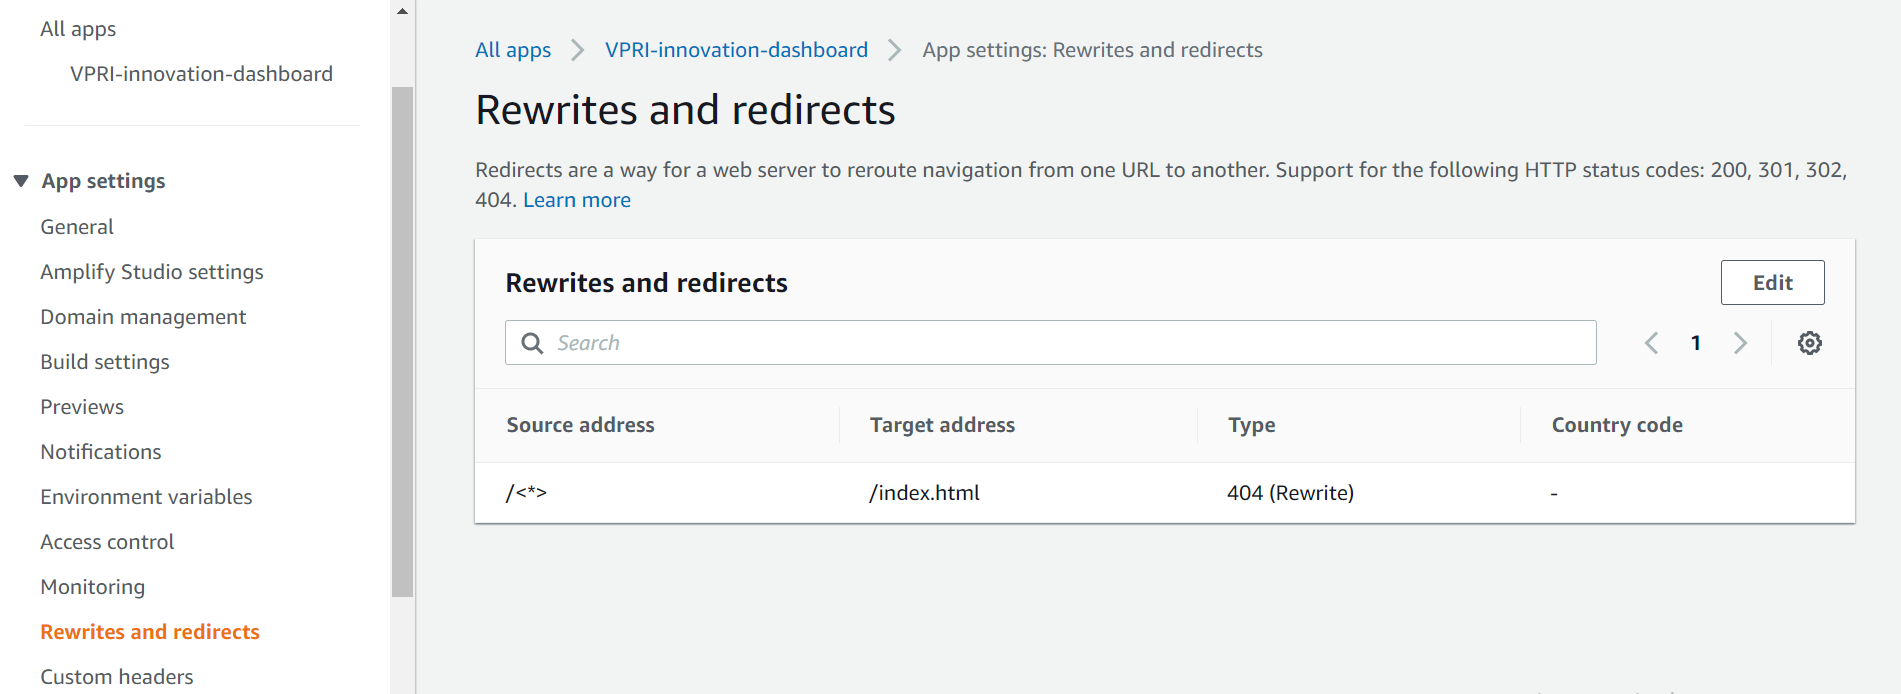 All apps
VPRI-innovation-dashboard
App settings
General
Amplify Studio settings
Domain management
Build settings
Previews
Notifications
Environment variables
Access control
Monitoring
Rewrites and redirects
Custom headers
All apps
VPRI-innovation-dashboard
App settings: Rewrites and redirects
Rewrites and redirects
Redirects are a way for a web server to reroute navigation from one URL to another. Support for the following HTTP status codes: 200, 301, 302,
404. Learn more
Rewrites and redirects
Edit
Search
1
Source address Target address Type Country code
/<*> /index.html 404 (Rewrite) -